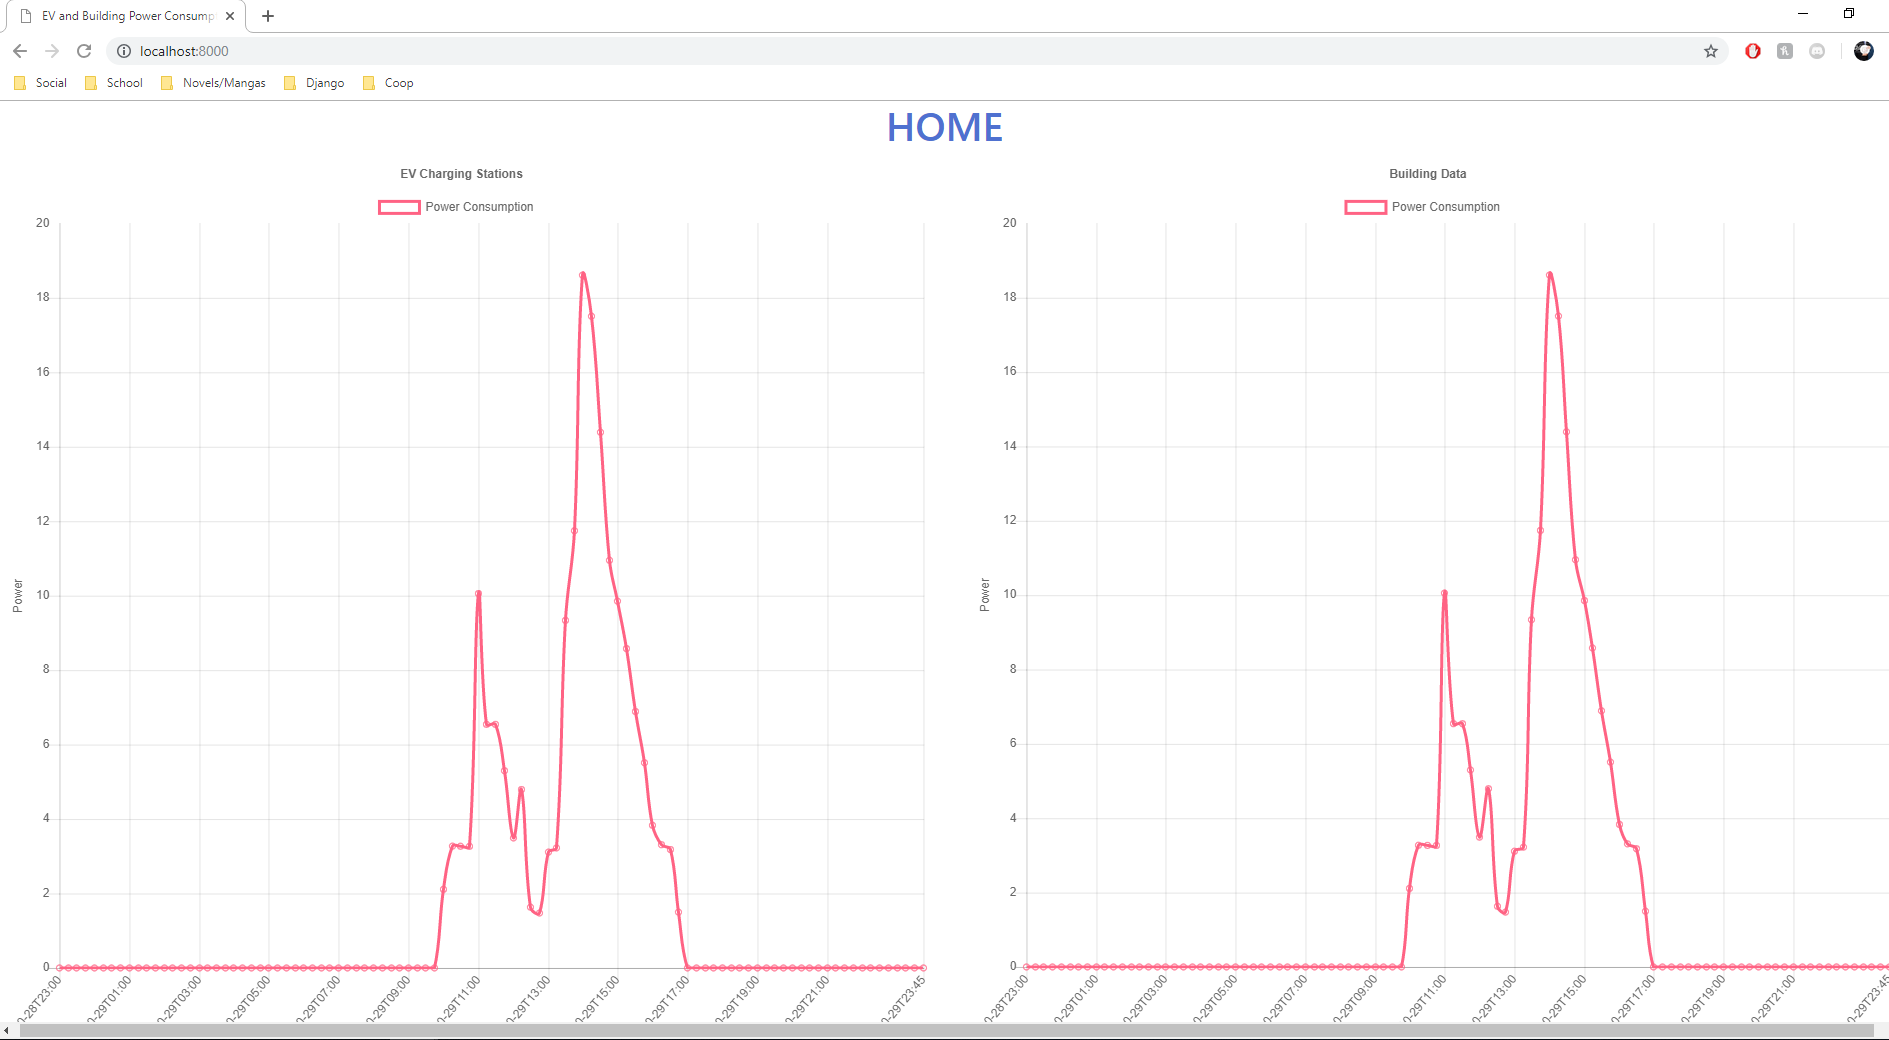 EV and Building Power Consump
localhost:8000
Social School Novels/Mangas Django Coop
HOME
EV Charging Stations
Power Consumption
20
18
16
14
12
10
8
6
4
2
0
Power
0-28T23:00
0-29T01:00
0-29T03:00
0-29T05:00
0-29T07:00
0-29T09:00
0-29T11:00
0-29T13:00
0-29T15:00
0-29T17:00
0-29T19:00
0-29T21:00
0-29T23:45
Building Data
Power Consumption
20
18
16
14
12
10
8
6
4
2
0
Power
0-28T23:00
0-29T01:00
0-29T03:00
0-29T05:00
0-29T07:00
0-29T09:00
0-29T11:00
0-29T13:00
0-29T15:00
0-29T17:00
0-29T19:00
0-29T21:00
0-29T23:45